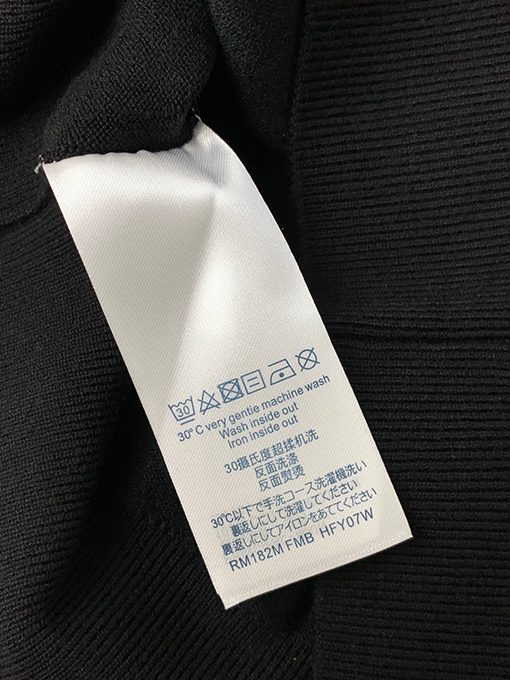 30
30° C very gentie machine wash
Wash inside out
Iron inside out
30摄氏度超揉机洗
反面洗涤
反面熨烫
30℃以下で手洗コース洗濯機洗い
裏返しにして洗濯してください
裏返しにしてアイロンをあててください
RM182M FMB HFY07W